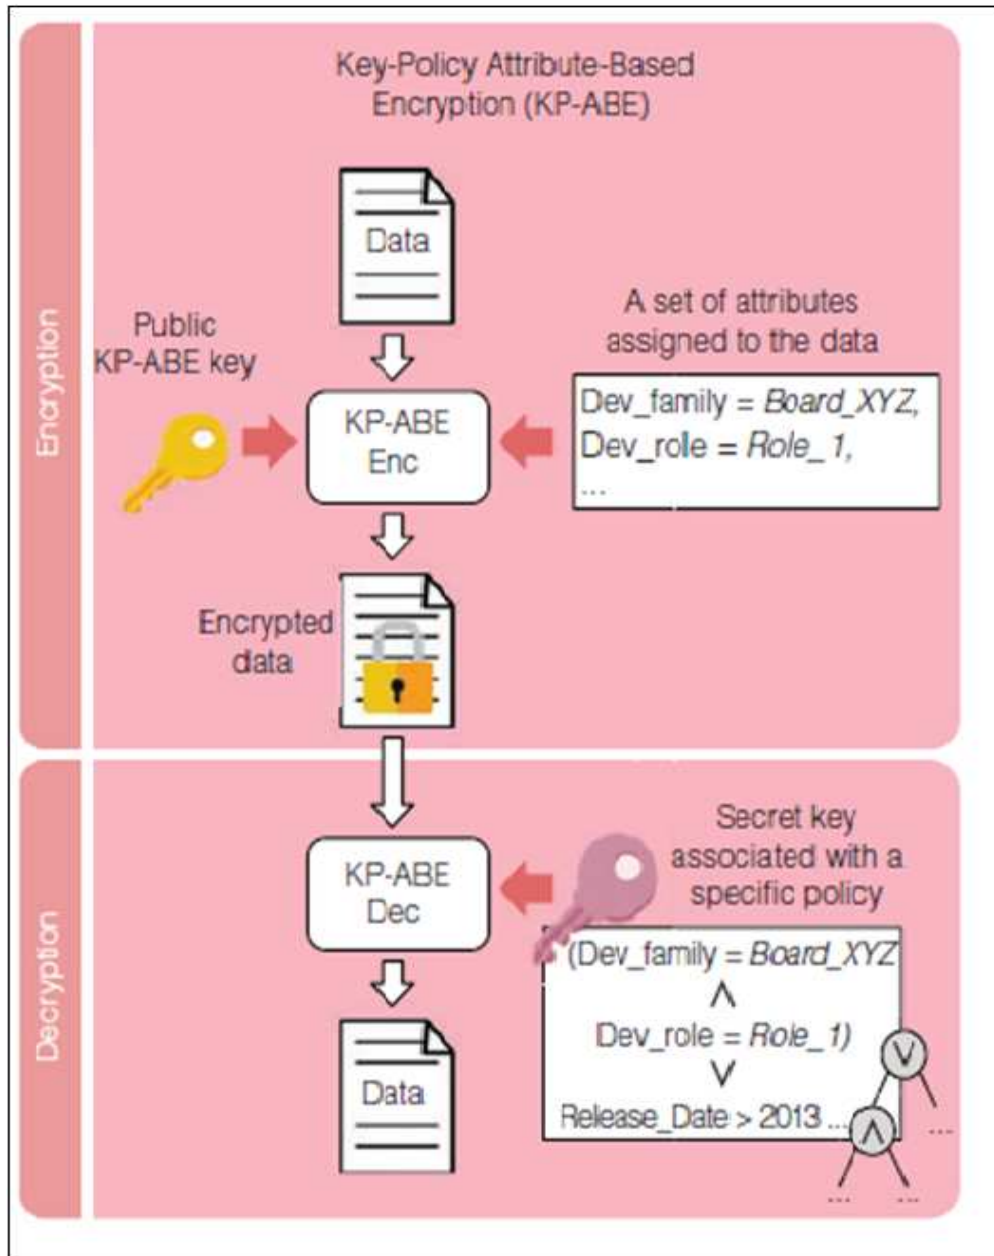 Key-Policy Attribute-Based
Encryption (KP-ABE)
Data
Encryption
Public
KP-ABE key
A set of attributes
assigned to the data
KP-ABE
Enc
Dev_family = Board_XYZ,
Dev_role = Role_1,
...
Encrypted
data
Decryption
KP-ABE
Dec
Secret key
associated with a
specific policy
(Dev_family = Board_XYZ
∧
Dev_role = Role_1)
∨
Release_Date > 2013 ...
∨
...
∧
... ...
Data